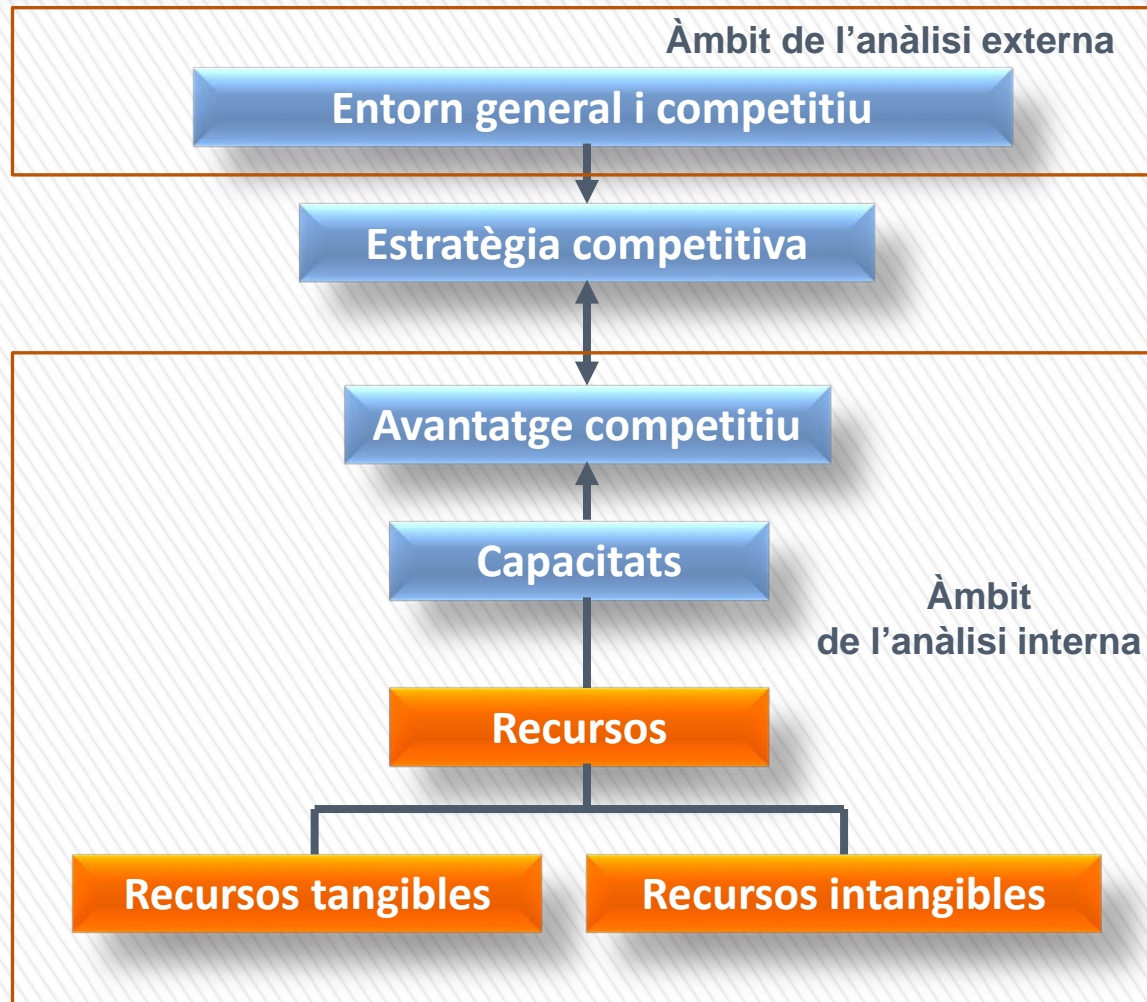 Àmbit de l’anàlisi externa
Entorn general i competitiu
Estratègia competitiva
Avantatge competitiu
Capacitats
Àmbit
de l’anàlisi interna
Recursos
Recursos tangibles
Recursos intangibles